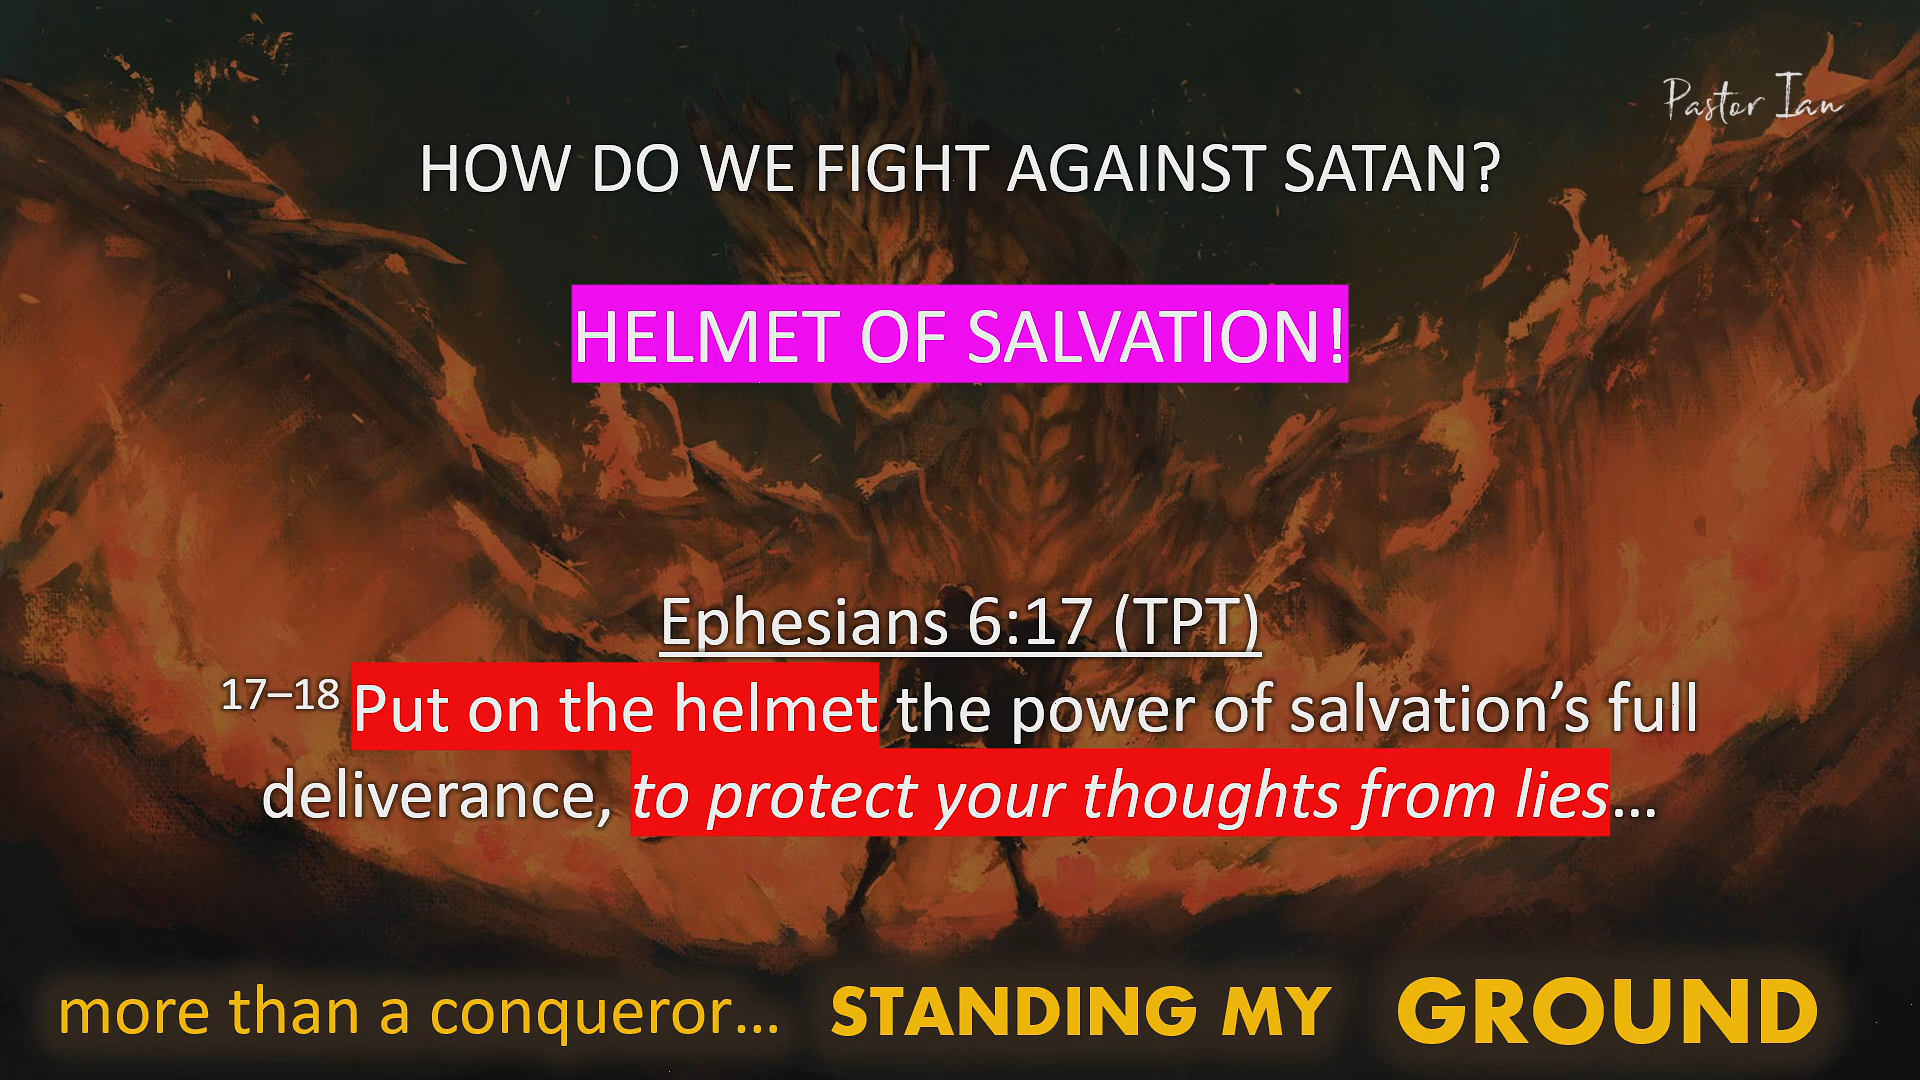 Pastor Ian
HOW DO WE FIGHT AGAINST SATAN?
HELMET OF SALVATION!
Ephesians 6:17 (TPT)
17–18 Put on the helmet the power of salvation’s full
deliverance, to protect your thoughts from lies…
more than a conqueror… STANDING MY GROUND